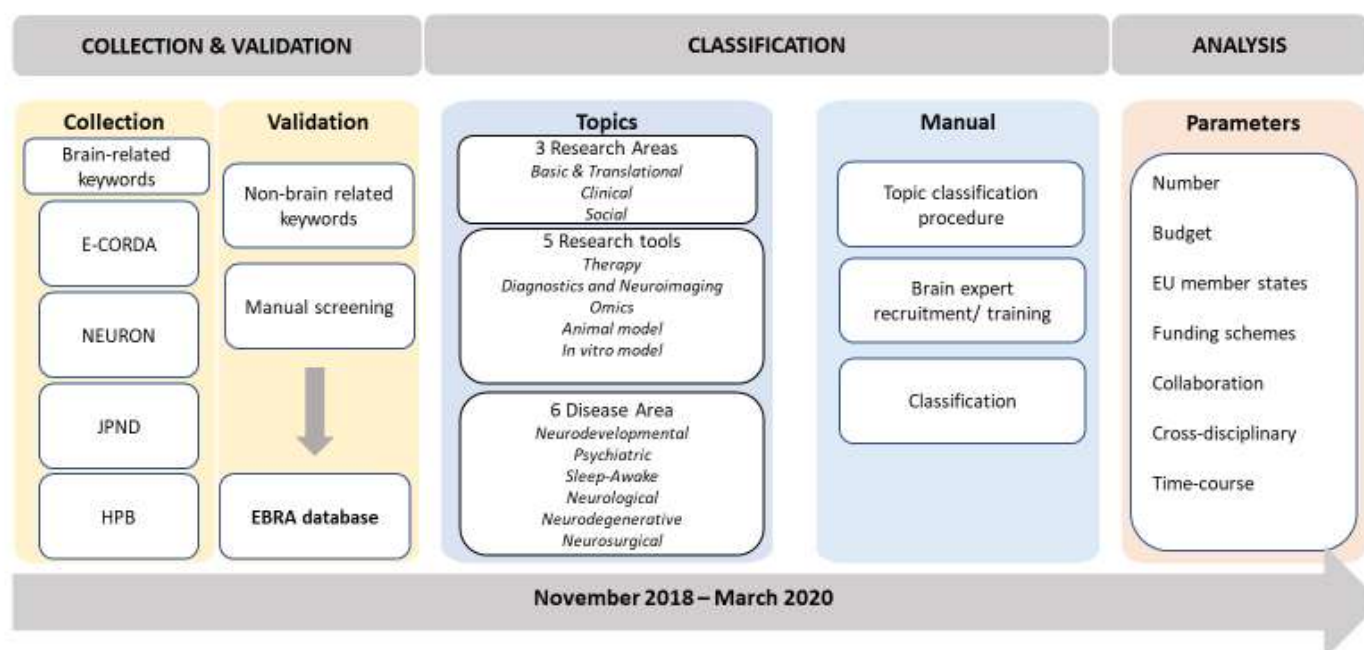 COLLECTION & VALIDATION
CLASSIFICATION
ANALYSIS
Collection
Brain-related
keywords
E-CORDA
NEURON
JPND
HPB
Validation
Non-brain related
keywords
Manual screening
EBRA database
Topics
3 Research Areas
Basic & Translational
Clinical
Social
5 Research tools
Therapy
Diagnostics and Neuroimaging
Omics
Animal model
In vitro model
6 Disease Area
Neurodevelopmental
Psychiatric
Sleep-Awake
Neurological
Neurodegenerative
Neurosurgical
Manual
Topic classification
procedure
Brain expert
recruitment/ training
Classification
Parameters
Number
Budget
EU member states
Funding schemes
Collaboration
Cross-disciplinary
Time-course
November 2018 – March 2020